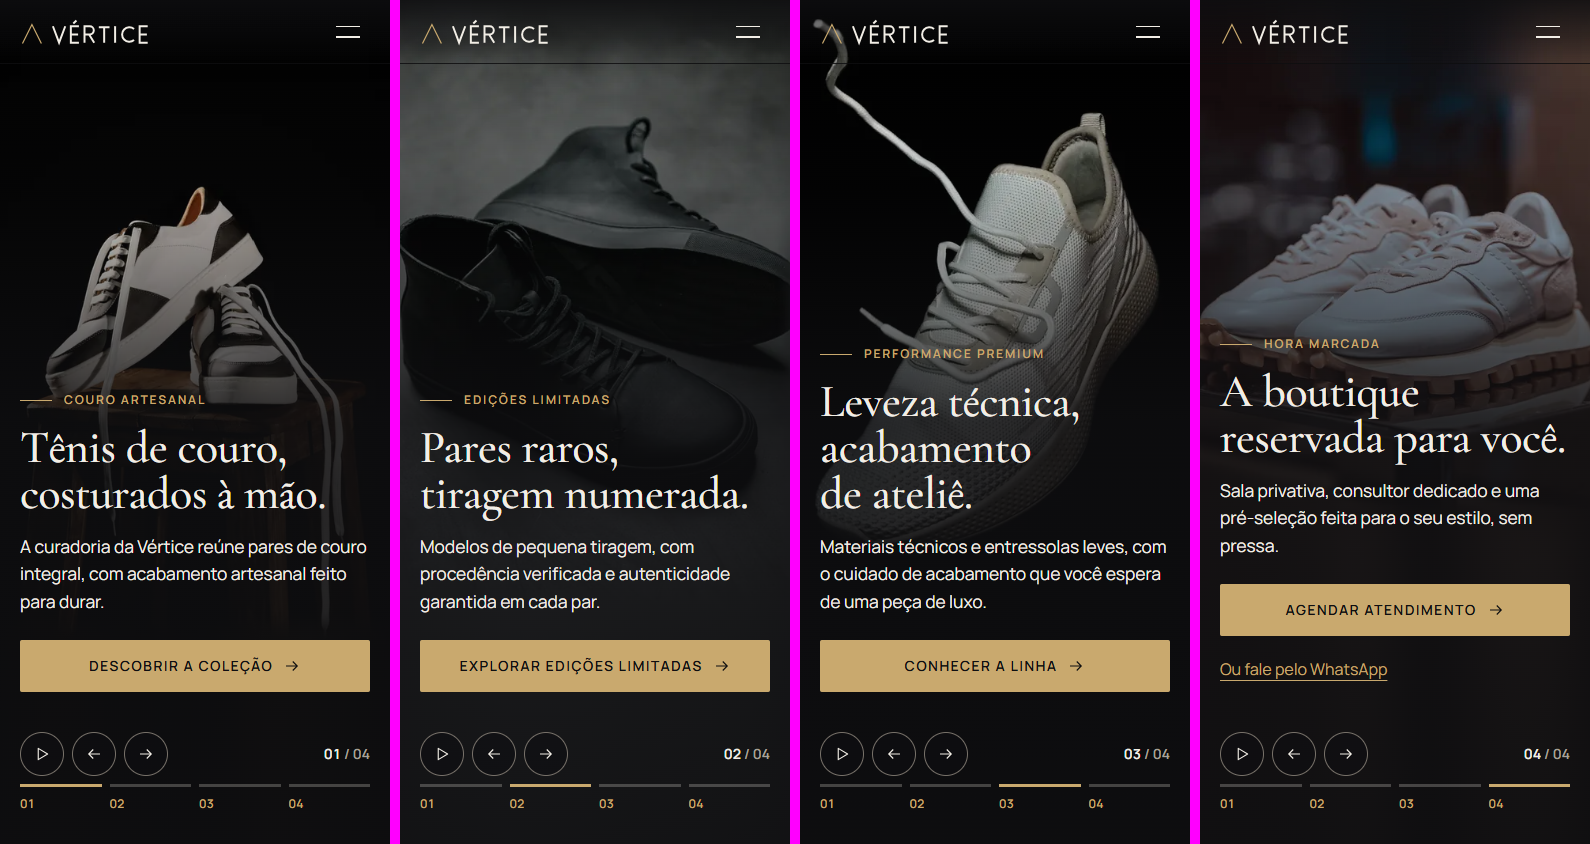 VÉRTICE
COURO ARTESANAL
Tênis de couro,
costurados à mão.
A curadoria da Vértice reúne pares de couro
integral, com acabamento artesanal feito
para durar.
DESCOBRIR A COLEÇÃO →
01 / 04
01 02 03 04
VÉRTICE
EDIÇÕES LIMITADAS
Pares raros,
tiragem numerada.
Modelos de pequena tiragem, com
procedência verificada e autenticidade
garantida em cada par.
EXPLORAR EDIÇÕES LIMITADAS →
02 / 04
01 02 03 04
VÉRTICE
PERFORMANCE PREMIUM
Leveza técnica,
acabamento
de ateliê.
Materiais técnicos e entressolas leves, com
o cuidado de acabamento que você espera
de uma peça de luxo.
CONHECER A LINHA →
03 / 04
01 02 03 04
VÉRTICE
HORA MARCADA
A boutique
reservada para você.
Sala privativa, consultor dedicado e uma
pré-seleção feita para o seu estilo, sem
pressa.
AGENDAR ATENDIMENTO →
Ou fale pelo WhatsApp
04 / 04
01 02 03 04